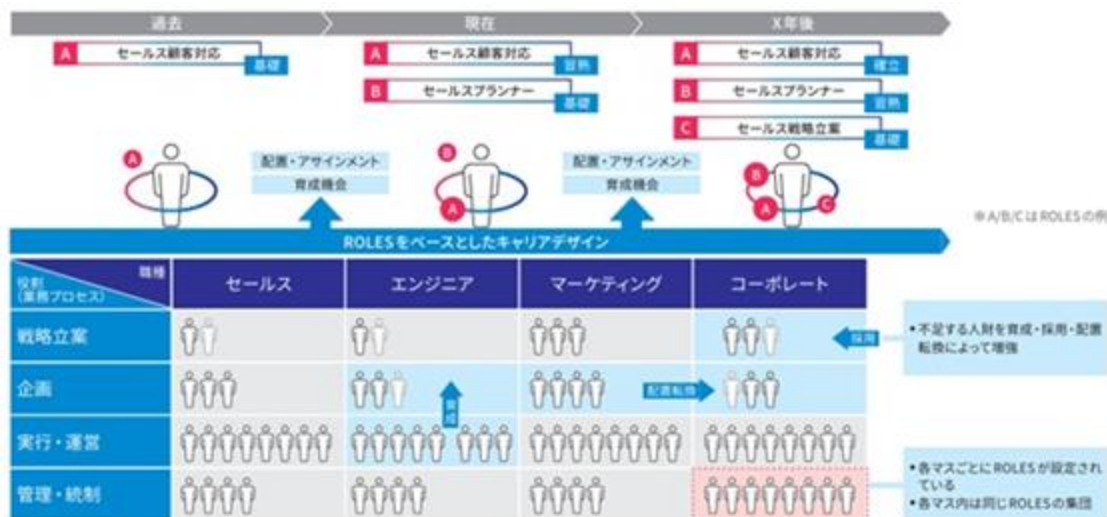 過去
現在
X年後
A セールス顧客対応
基礎
A セールス顧客対応
習熟
B セールスプランナー
基礎
A セールス顧客対応
確立
B セールスプランナー
習熟
C セールス戦略立案
基礎
A
配置・アサインメント
育成機会
B
A
配置・アサインメント
育成機会
B
A
C
※A/B/CはROLESの例
ROLESをベースとしたキャリアデザイン
職種
役割
(業務プロセス)
セールス
エンジニア
マーケティング
コーポレート
戦略立案
採用
•不足する人財を育成・採用・配置
転換によって増強
企画
育成
配置転換
実行・運営
管理・統制
•各マスごとにROLESが設定され
ている
•各マス内は同じROLESの集団